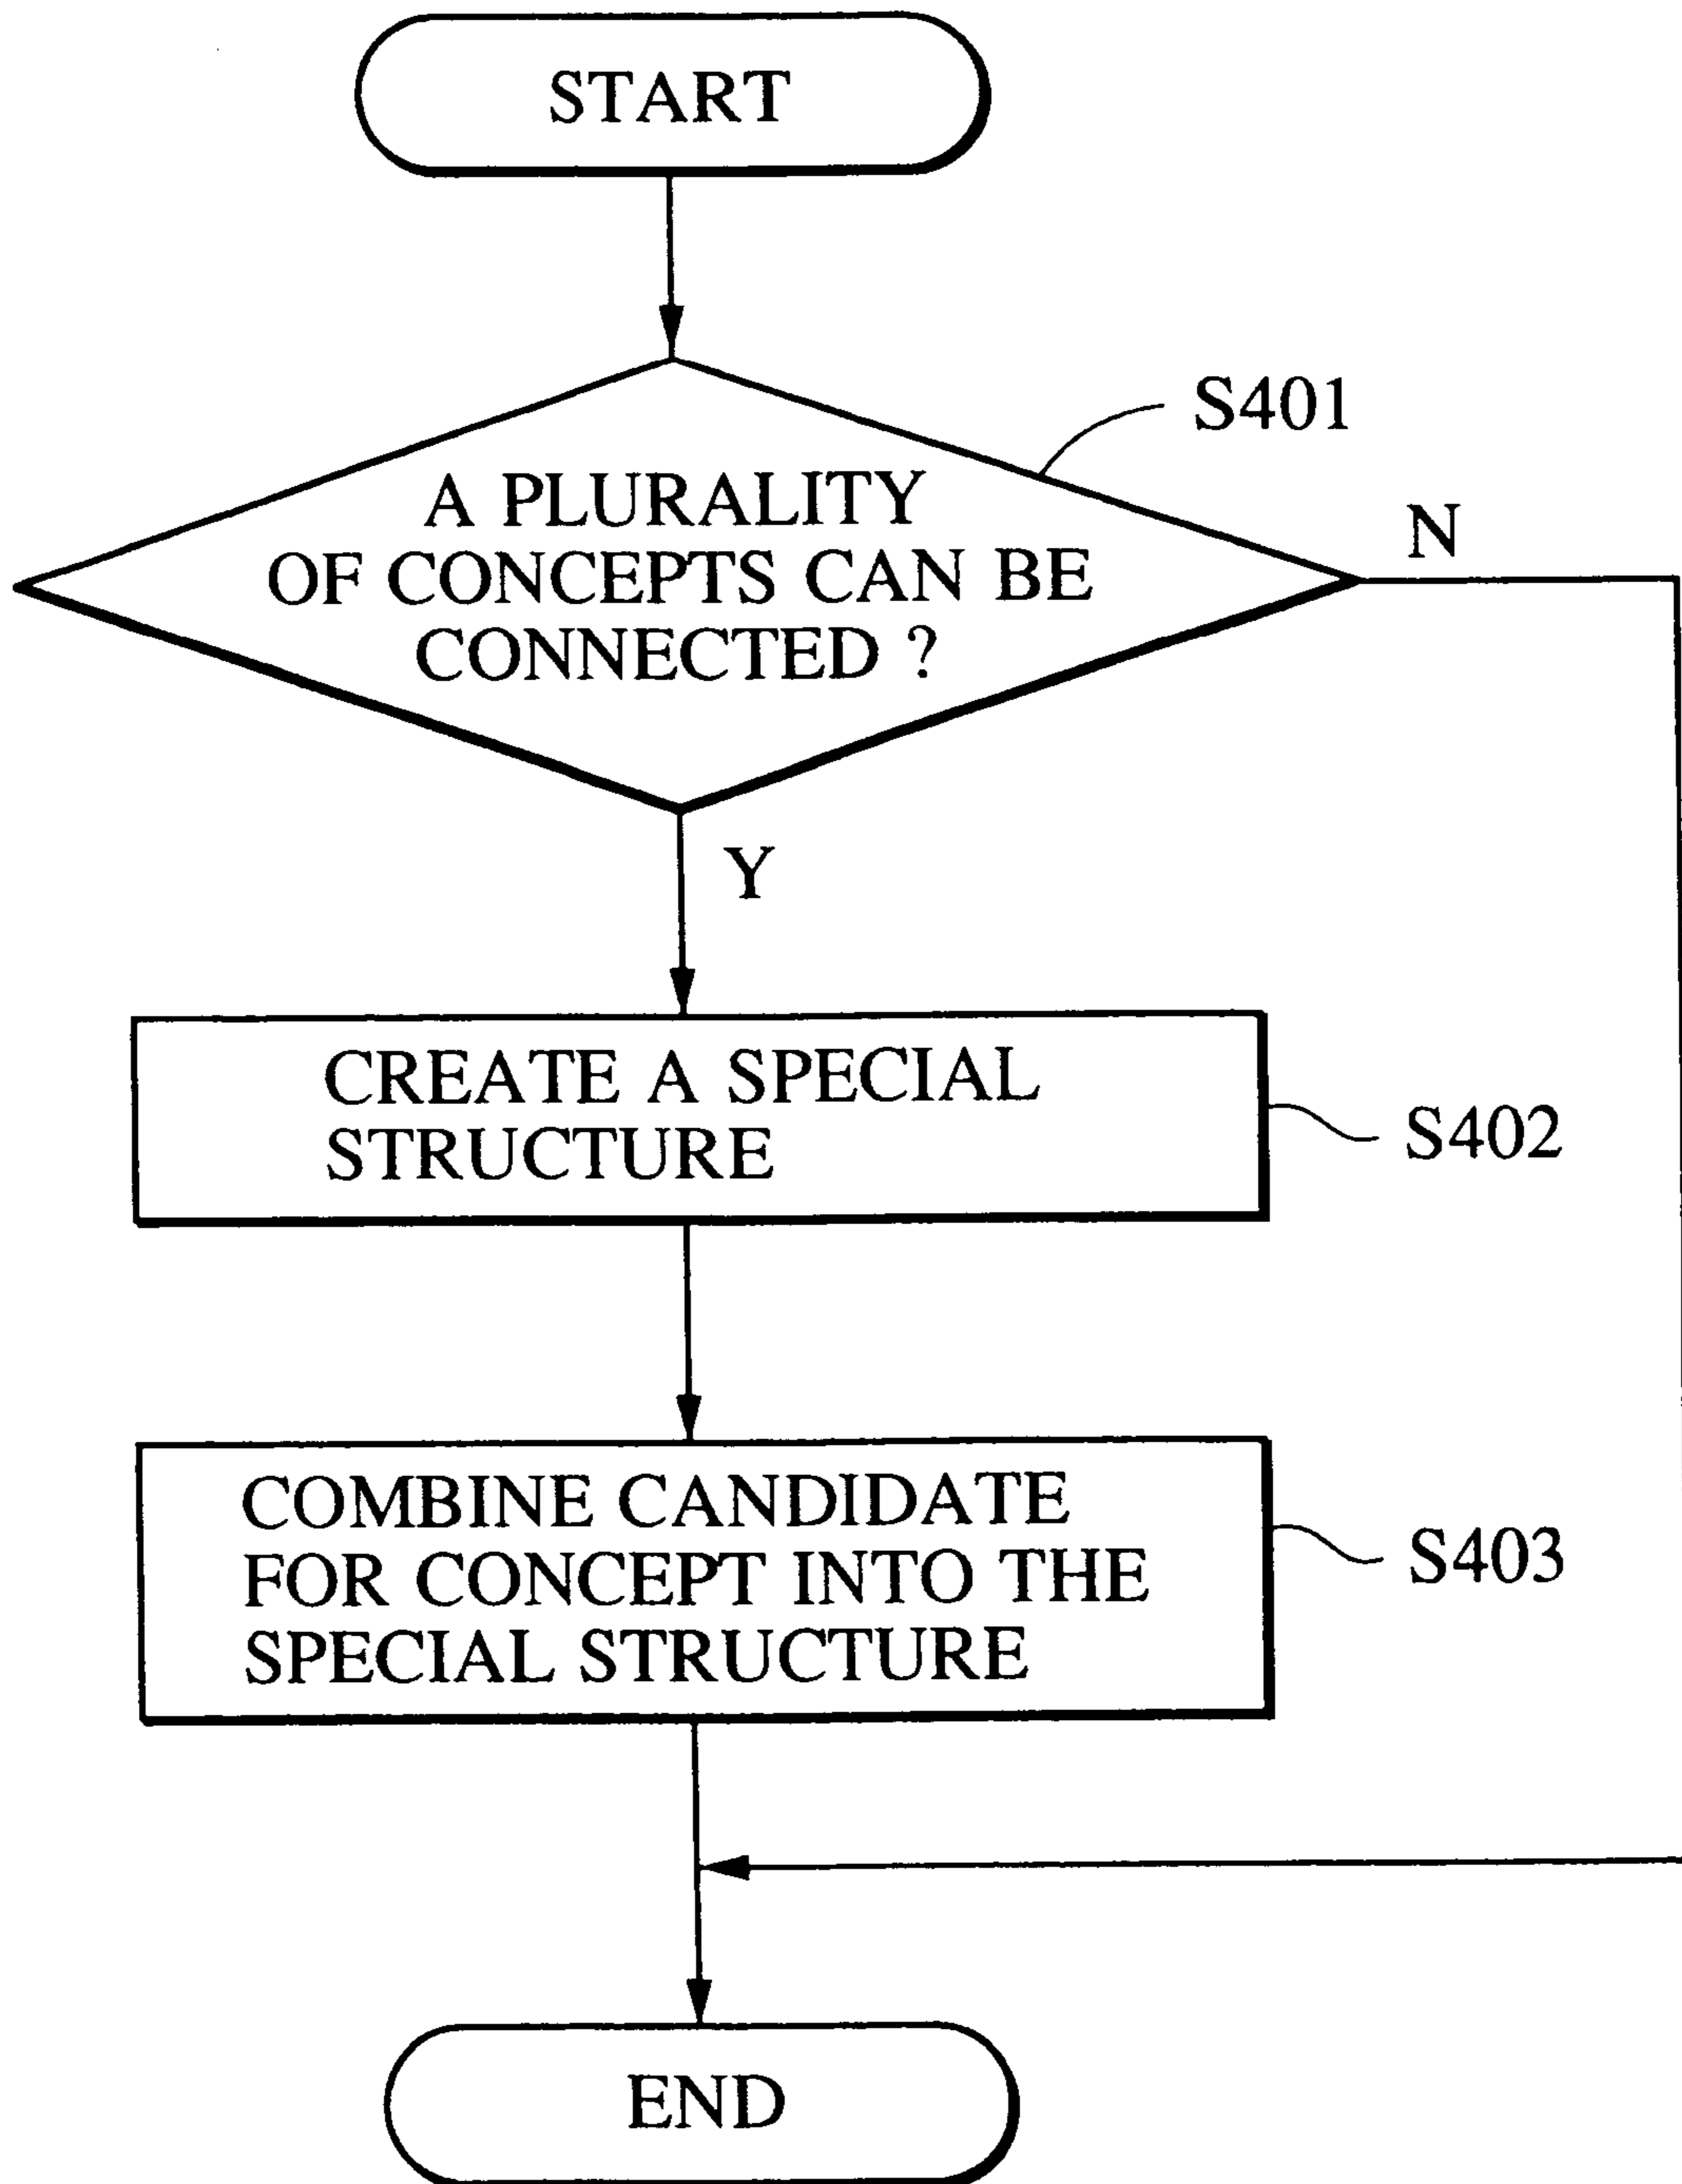 START
S401
A PLURALITY
OF CONCEPTS CAN BE
CONNECTED ?
N
Y
CREATE A SPECIAL
STRUCTURE
S402
COMBINE CANDIDATE
FOR CONCEPT INTO THE
SPECIAL STRUCTURE
S403
END